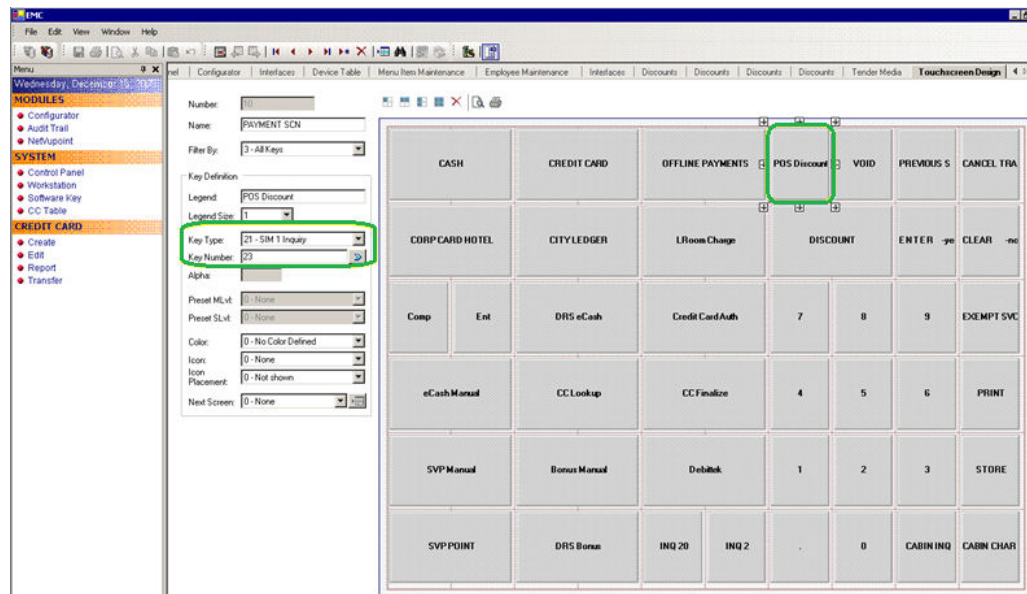 EMC
File Edit View Window Help
Menu
nel Configurator Interfaces Device Table Menu Item Maintenance Employee Maintenance Interfaces Discounts Discounts Discounts Discounts Tender Media Touchscreen Design
Wednesday, December
MODULES
Configurator
Audit Trail
NetVupoint
SYSTEM
Control Panel
Workstation
Software Key
CC Table
CREDIT CARD
Create
Edit
Report
Transfer
Number: 10
Name: PAYMENT SCN
Filter By: 3 - All Keys
Key Definition
Legend: POS Discount
Legend Size: 1
Key Type: 21 - SIM 1 Inquiry
Key Number: 23
Alpha:
Preset MLvl: 0 - None
Preset SLvl: 0 - None
Color: 0 - No Color Defined
Icon: 0 - None
Icon Placement: 0 - Not shown
Next Screen: 0 - None
CASH CREDIT CARD OFFLINE PAYMENTS POS Discount VOID PREVIOUS S CANCEL TRA
CORP CARD HOTEL CITY LEDGER LRoom Charge DISCOUNT ENTER -ye CLEAR -no
Comp Ent DRS eCash Credit Card Auth 7 8 9 EXEMPT SVC
eCash Manual CC Lookup CC Finalize 4 5 6 PRINT
SVP Manual Bonus Manual Debittek 1 2 3 STORE
SVP POINT DRS Bonus INQ 20 INQ 2 . 0 CABIN INQ CABIN CHAR